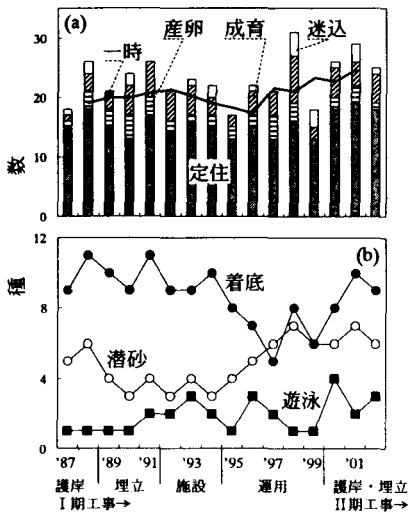 (a)
一時
産卵
成育
迷込
定住
30
20
10
0
数
(b)
着底
潜砂
遊泳
12
8
4
0
種
'87 '89 '91 '93 '95 '97 '99 '01
護岸 埋立 施設 運用 護岸・埋立
I期工事→ II期工事→